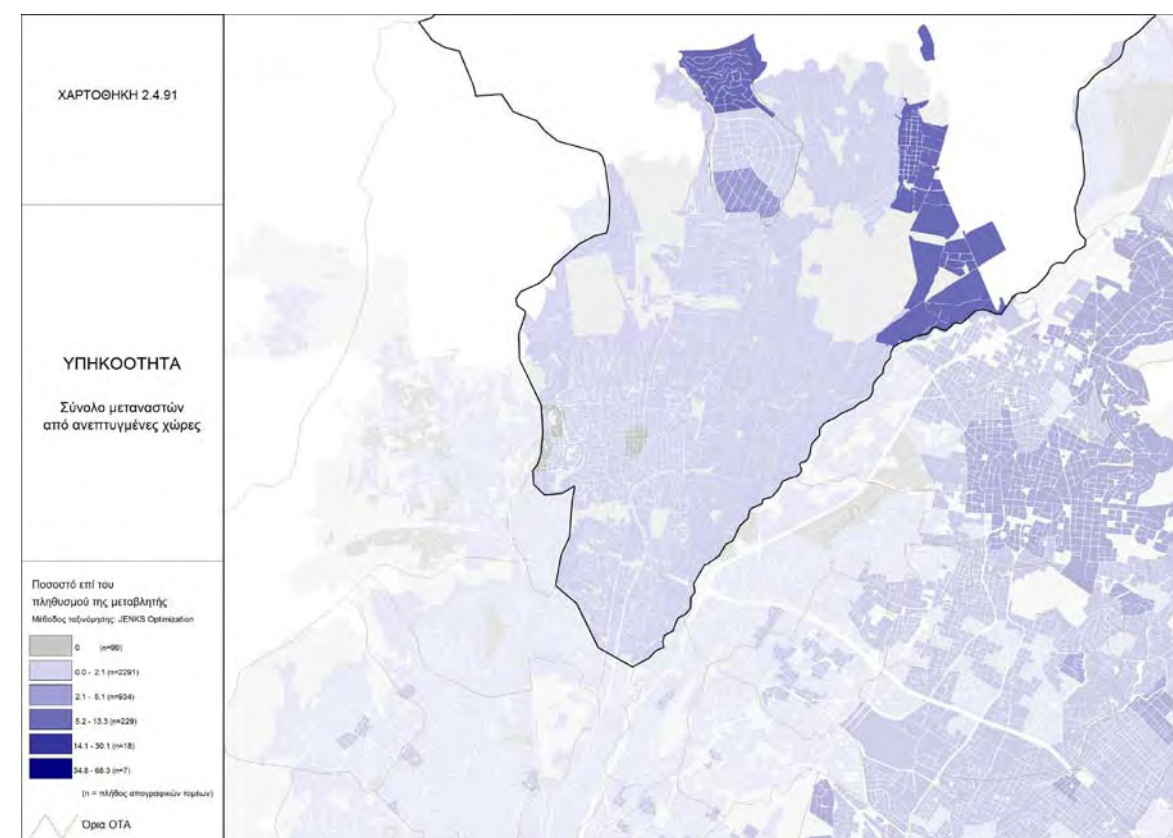 ΧΑΡΤΟΘΗΚΗ 2.4.91
ΥΠΗΚΟΟΤΗΤΑ
Σύνολο μεταναστών
από ανεπτυγμένες χώρες
Ποσοστό επί του
πληθυσμού της μεταβλητής
Μέθοδος ταξινόμησης: JENKS Optimization
0 (n=99)
0.0 - 2.1 (n=2291)
2.1 - 5.1 (n=934)
5.2 - 13.3 (n=229)
14.1 - 30.1 (n=18)
34.8 - 68.3 (n=7)
(n = πλήθος απογραφικών τομέων)
Όρια ΟΤΑ